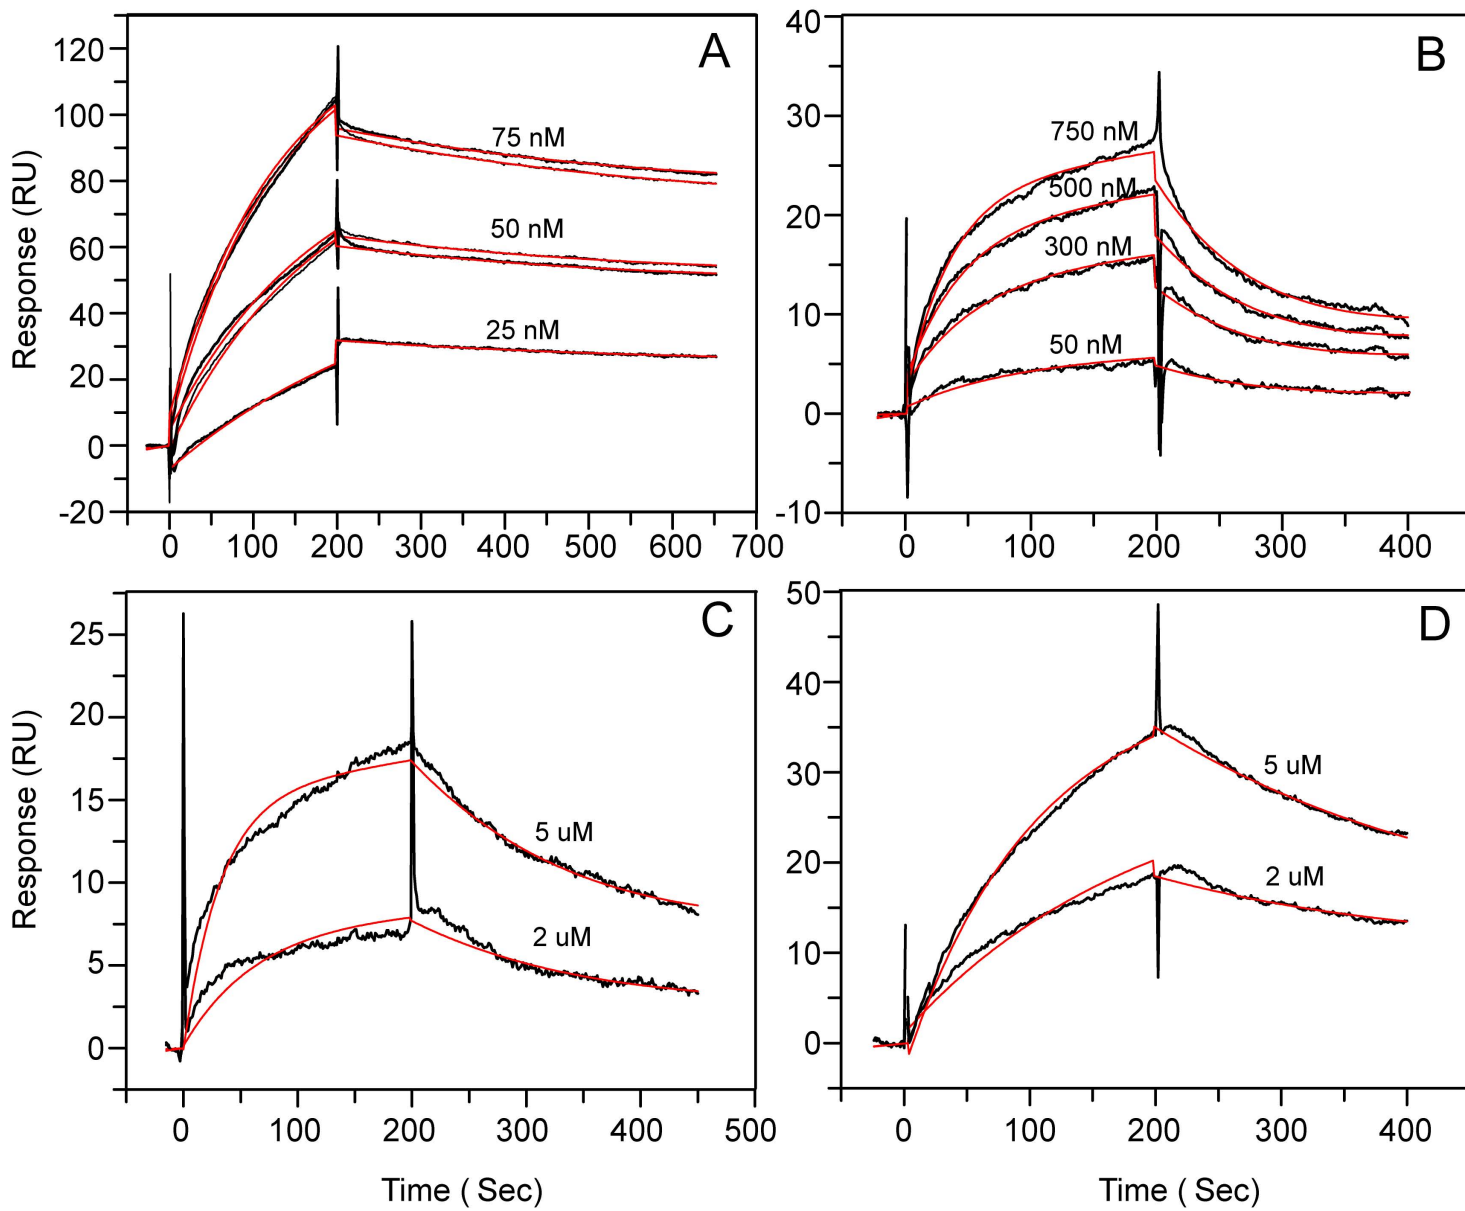 A
Response (RU)
120
100
80
60
40
20
0
-20
75 nM
50 nM
25 nM
0 100 200 300 400 500 600 700
B
40
30
20
10
0
-10
750 nM
500 nM
300 nM
50 nM
0 100 200 300 400
C
Response (RU)
25
20
15
10
5
0
5 uM
2 uM
0 100 200 300 400 500
Time ( Sec)
D
50
40
30
20
10
0
5 uM
2 uM
0 100 200 300 400
Time ( Sec)